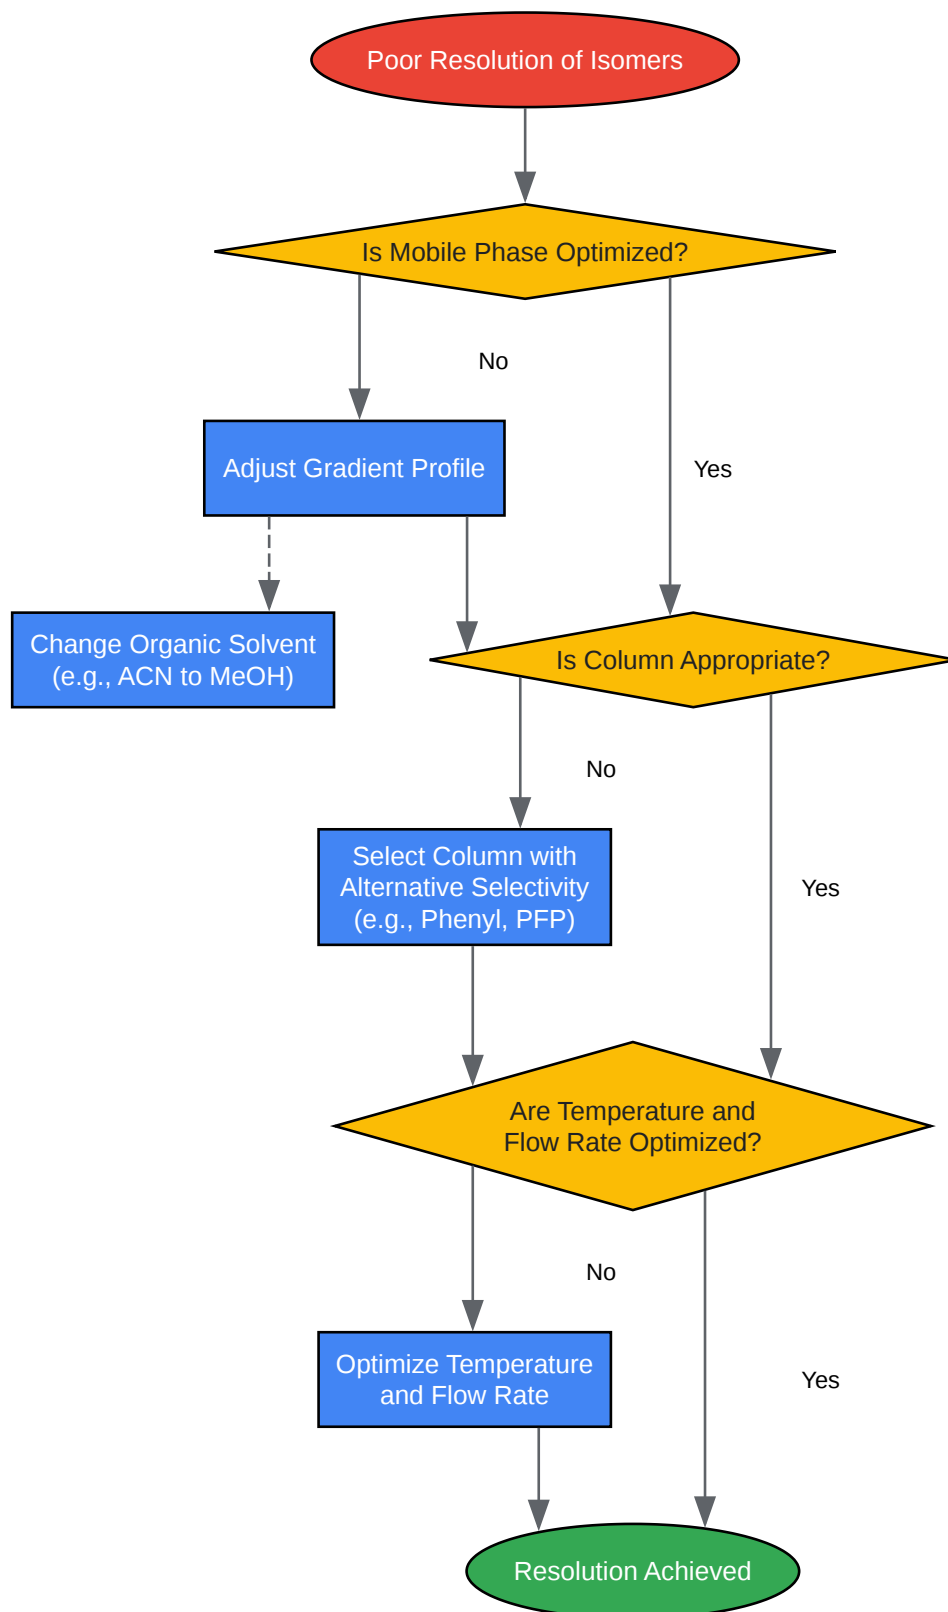 Poor Resolution of Isomers
Is Mobile Phase Optimized?
No
Adjust Gradient Profile
Yes
Change Organic Solvent
(e.g., ACN to MeOH)
Is Column Appropriate?
No
Select Column with
Alternative Selectivity
(e.g., Phenyl, PFP)
Yes
Are Temperature and
Flow Rate Optimized?
No
Optimize Temperature
and Flow Rate
Yes
Resolution Achieved